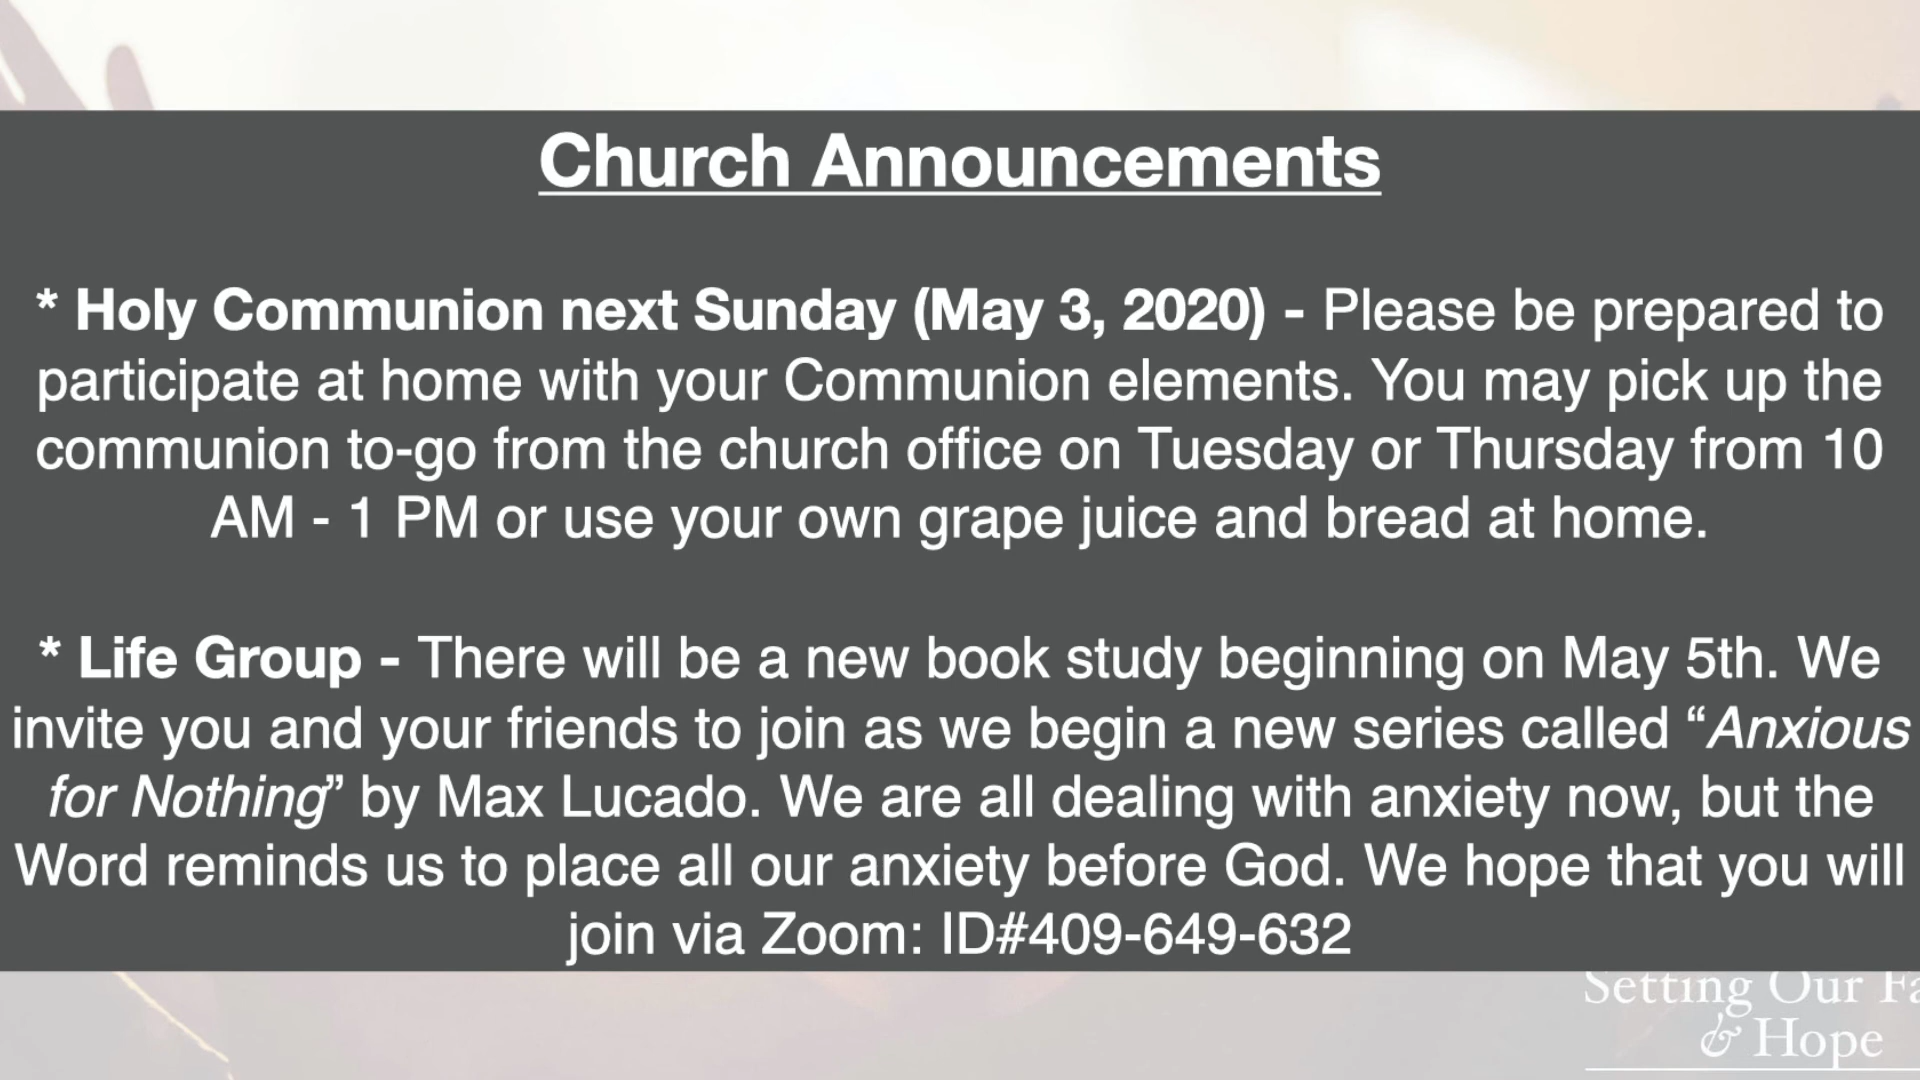 Church Announcements
* Holy Communion next Sunday (May 3, 2020) - Please be prepared to
participate at home with your Communion elements. You may pick up the
communion to-go from the church office on Tuesday or Thursday from 10
AM - 1 PM or use your own grape juice and bread at home.
* Life Group - There will be a new book study beginning on May 5th. We
invite you and your friends to join as we begin a new series called “Anxious
for Nothing” by Max Lucado. We are all dealing with anxiety now, but the
Word reminds us to place all our anxiety before God. We hope that you will
join via Zoom: ID#409-649-632
Setting Our
& Hope